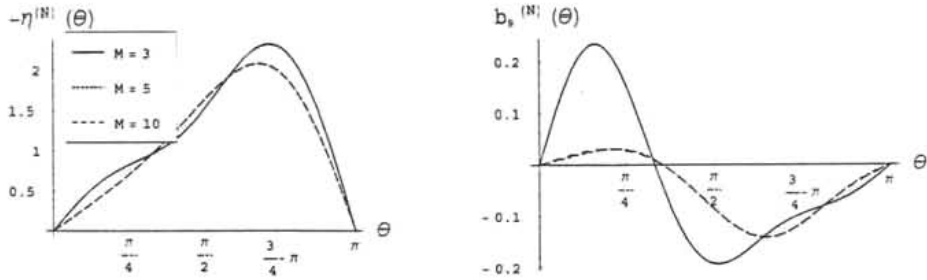 -η^(N) (Θ)
M = 3
M = 5
M = 10
2
1.5
1
0.5
π/4
π/2
3/4 π
π
Θ
b_s^(N) (Θ)
0.2
0.1
-0.1
-0.2
π/4
π/2
3/4 π
π
Θ